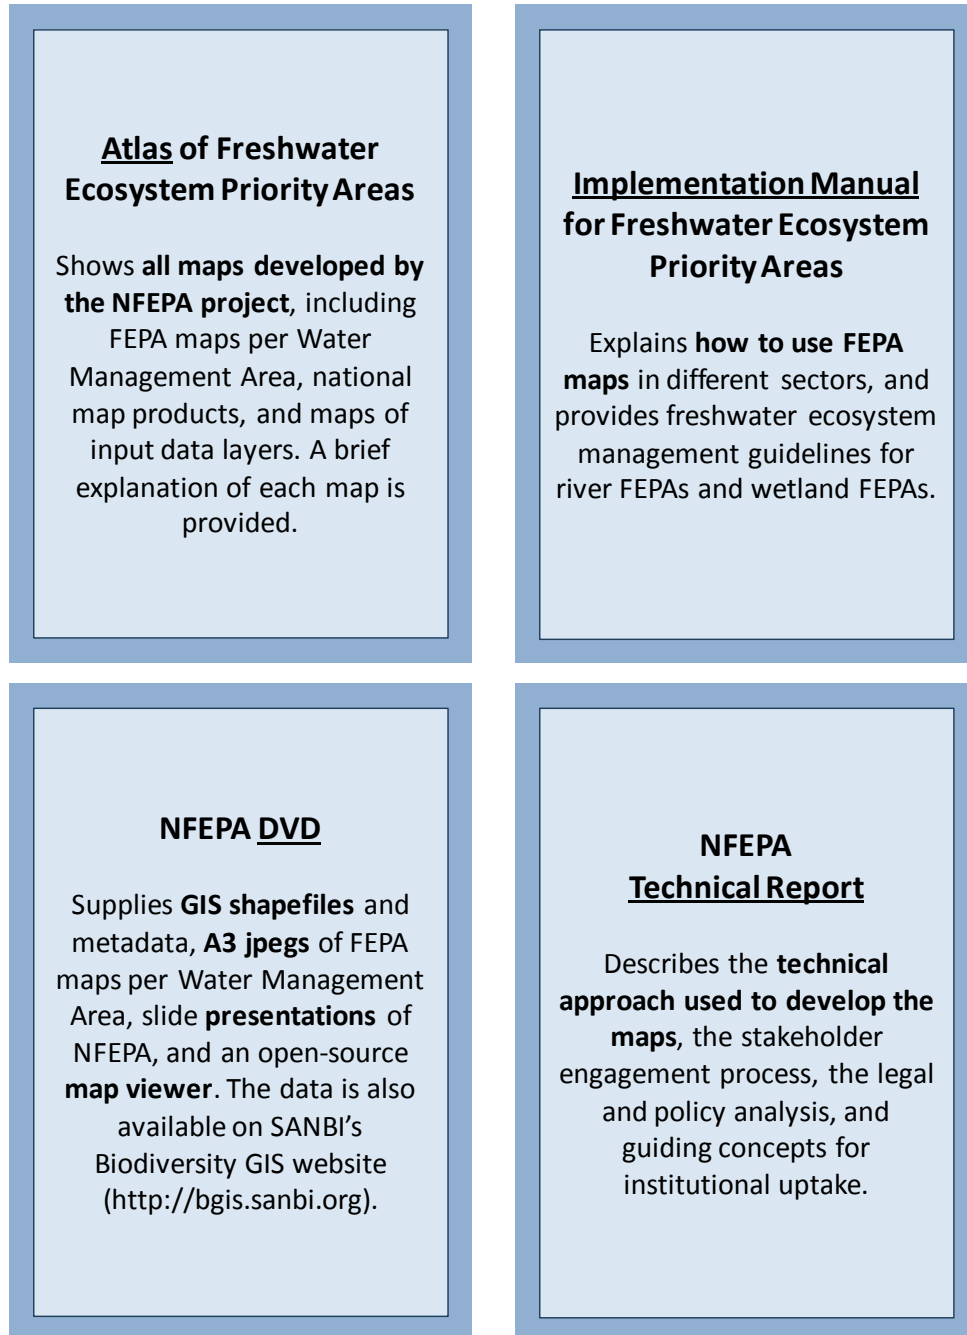 Atlas of Freshwater
Ecosystem Priority Areas
Shows all maps developed by
the NFEPA project, including
FEPA maps per Water
Management Area, national
map products, and maps of
input data layers. A brief
explanation of each map is
provided.
Implementation Manual
for Freshwater Ecosystem
Priority Areas
Explains how to use FEPA
maps in different sectors, and
provides freshwater ecosystem
management guidelines for
river FEPAs and wetland FEPAs.
NFEPA DVD
Supplies GIS shapefiles and
metadata, A3 jpegs of FEPA
maps per Water Management
Area, slide presentations of
NFEPA, and an open-source
map viewer. The data is also
available on SANBI’s
Biodiversity GIS website
(http://bgis.sanbi.org).
NFEPA
Technical Report
Describes the technical
approach used to develop the
maps, the stakeholder
engagement process, the legal
and policy analysis, and
guiding concepts for
institutional uptake.